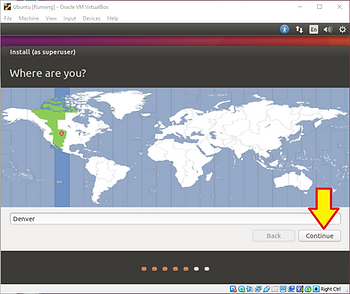 Ubuntu [Running] - Oracle VM VirtualBox
File Machine View Input Devices Help
En
Install (as superuser)
Where are you?
Denver
Back Continue
Right Ctrl